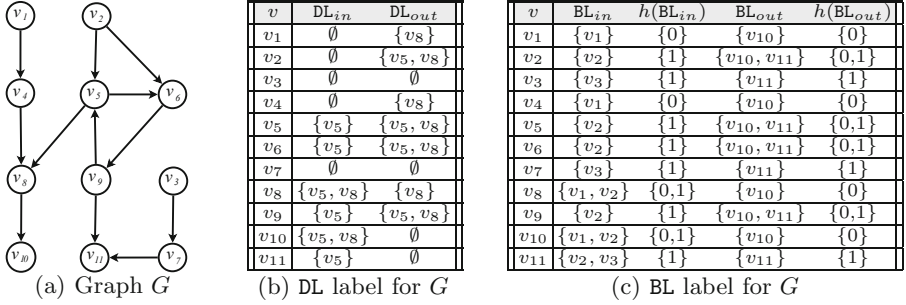 v1
v2
v4
v5
v6
v8
v9
v3
v10
v11
v7
(a) Graph G
v DL_in DL_out
v1 ∅ {v8}
v2 ∅ {v5, v8}
v3 ∅ ∅
v4 ∅ {v8}
v5 {v5} {v5, v8}
v6 {v5} {v5, v8}
v7 ∅ ∅
v8 {v5, v8} {v8}
v9 {v5} {v5, v8}
v10 {v5, v8} ∅
v11 {v5} ∅
(b) DL label for G
v BL_in h(BL_in) BL_out h(BL_out)
v1 {v1} {0} {v10} {0}
v2 {v2} {1} {v10, v11} {0,1}
v3 {v3} {1} {v11} {1}
v4 {v1} {0} {v10} {0}
v5 {v2} {1} {v10, v11} {0,1}
v6 {v2} {1} {v10, v11} {0,1}
v7 {v3} {1} {v11} {1}
v8 {v1, v2} {0,1} {v10} {0}
v9 {v2} {1} {v10, v11} {0,1}
v10 {v1, v2} {0,1} {v10} {0}
v11 {v2, v3} {1} {v11} {1}
(c) BL label for G